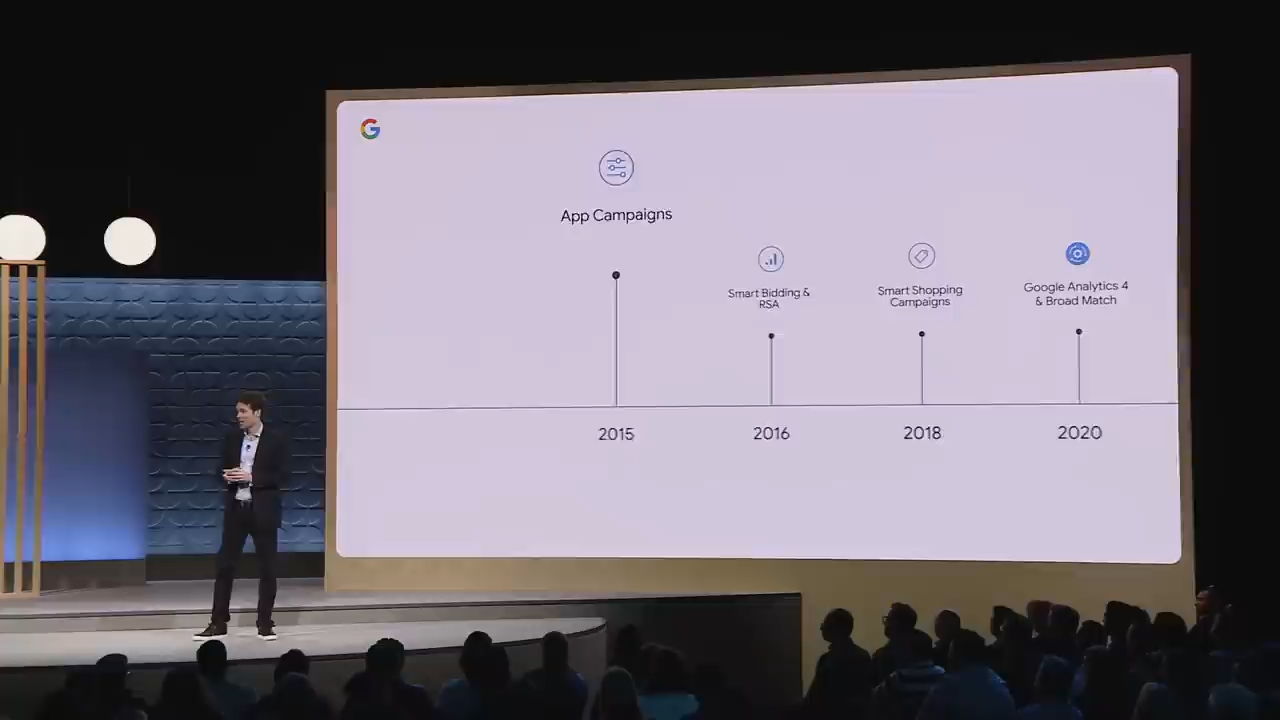 App Campaigns
Smart Bidding &
RSA
Smart Shopping
Campaigns
Google Analytics 4
& Broad Match
2015
2016
2018
2020